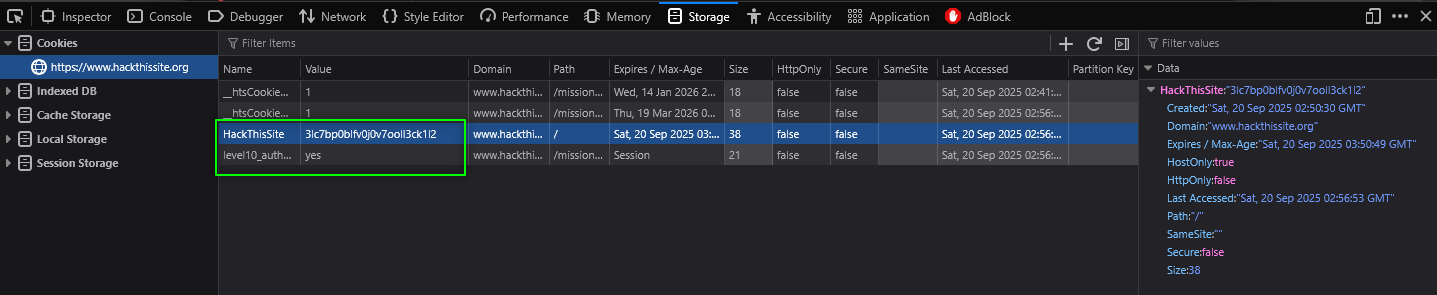 Inspector Console Debugger Network Style Editor Performance Memory Storage Accessibility Application AdBlock
Cookies
https://www.hackthissite.org
Indexed DB
Cache Storage
Local Storage
Session Storage
Filter Items
Name Value Domain Path Expires / Max-Age Size HttpOnly Secure SameSite Last Accessed Partition Key
__htsCookie... 1 www.hackthi... /mission... Wed, 14 Jan 2026 2... 18 false false Sat, 20 Sep 2025 02:41:...
__htsCookie... 1 www.hackthi... /mission... Thu, 19 Mar 2026 0... 18 false false Sat, 20 Sep 2025 02:56:...
HackThisSite 3lc7bp0blfv0j0v7ooll3ck1l2 www.hackthi... / Sat, 20 Sep 2025 03:... 38 false false Sat, 20 Sep 2025 02:56:...
level10_auth... yes www.hackthi... /mission... Session 21 false false Sat, 20 Sep 2025 02:56:...
Filter values
Data
HackThisSite:"3lc7bp0blfv0j0v7ooll3ck1l2"
Created:"Sat, 20 Sep 2025 02:50:30 GMT"
Domain:"www.hackthissite.org"
Expires / Max-Age:"Sat, 20 Sep 2025 03:50:49 GMT"
HostOnly:true
HttpOnly:false
Last Accessed:"Sat, 20 Sep 2025 02:56:53 GMT"
Path:"/"
SameSite:""
Secure:false
Size:38